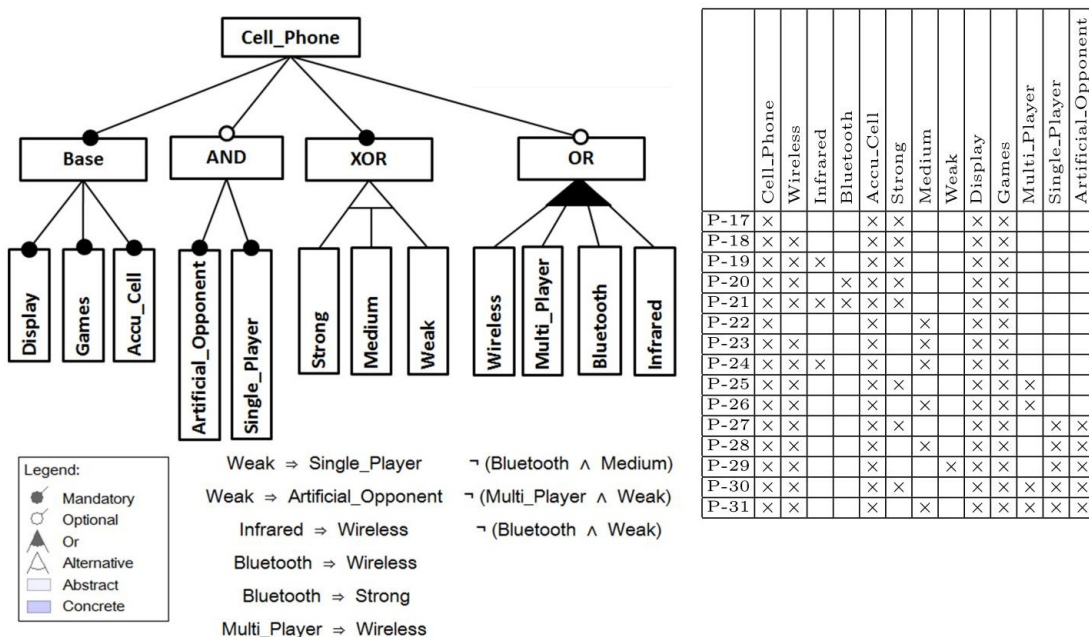 Cell_Phone
Base
AND
XOR
OR
Display
Games
Accu_Cell
Artificial_Opponent
Single_Player
Strong
Medium
Weak
Wireless
Multi_Player
Bluetooth
Infrared
Legend:
Mandatory
Optional
Or
Alternative
Abstract
Concrete
Weak ⇒ Single_Player
Weak ⇒ Artificial_Opponent
Infrared ⇒ Wireless
Bluetooth ⇒ Wireless
Bluetooth ⇒ Strong
Multi_Player ⇒ Wireless
¬ (Bluetooth ∧ Medium)
¬ (Multi_Player ∧ Weak)
¬ (Bluetooth ∧ Weak)
Cell_Phone
Wireless
Infrared
Bluetooth
Accu_Cell
Strong
Medium
Weak
Display
Games
Multi_Player
Single_Player
Artificial_Opponent
P-17 × × × × ×
P-18 × × × × × ×
P-19 × × × × × × ×
P-20 × × × × × × ×
P-21 × × × × × × × ×
P-22 × × × × ×
P-23 × × × × × ×
P-24 × × × × × × ×
P-25 × × × × × × ×
P-26 × × × × × × ×
P-27 × × × × × × × ×
P-28 × × × × × × × ×
P-29 × × × × × × × ×
P-30 × × × × × × × × ×
P-31 × × × × × × × × ×